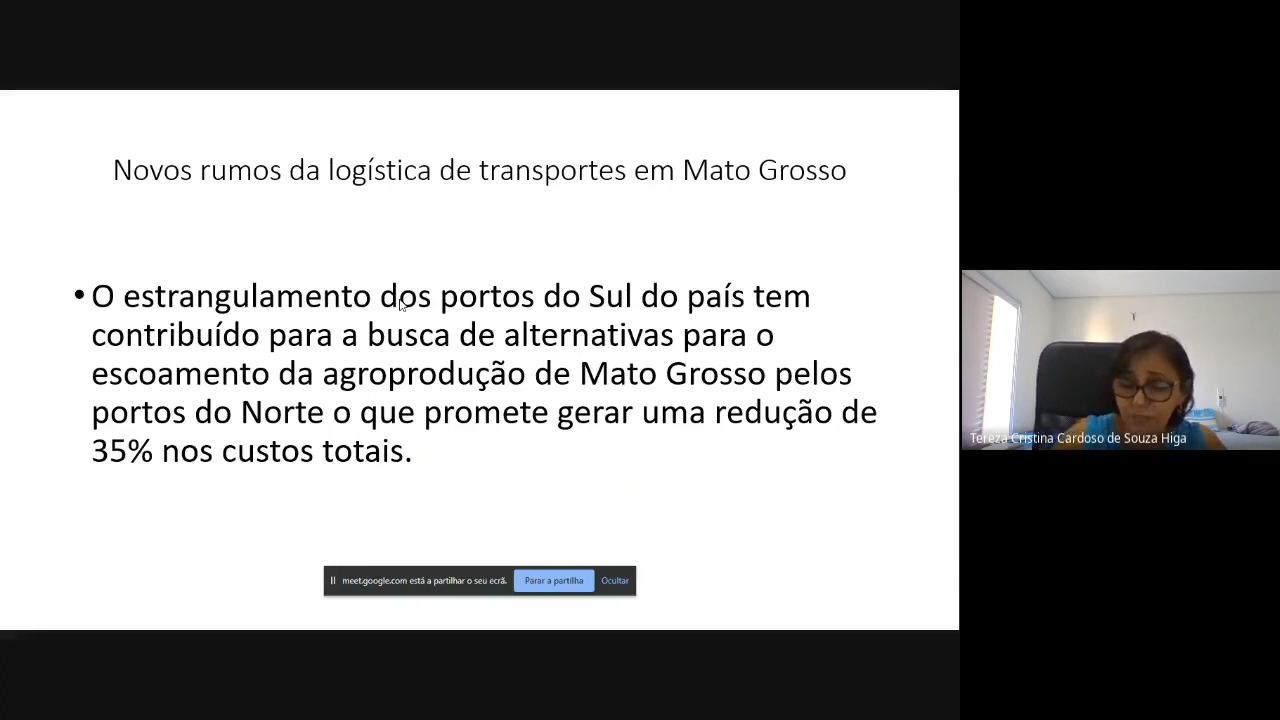 Novos rumos da logística de transportes em Mato Grosso
• O estrangulamento dos portos do Sul do país tem
contribuído para a busca de alternativas para o
escoamento da agroprodução de Mato Grosso pelos
portos do Norte o que promete gerar uma redução de
35% nos custos totais.
meet.google.com está a partilhar o seu ecrã. Parar a partilha Ocultar
Tereza Cristina Cardoso de Souza Higa